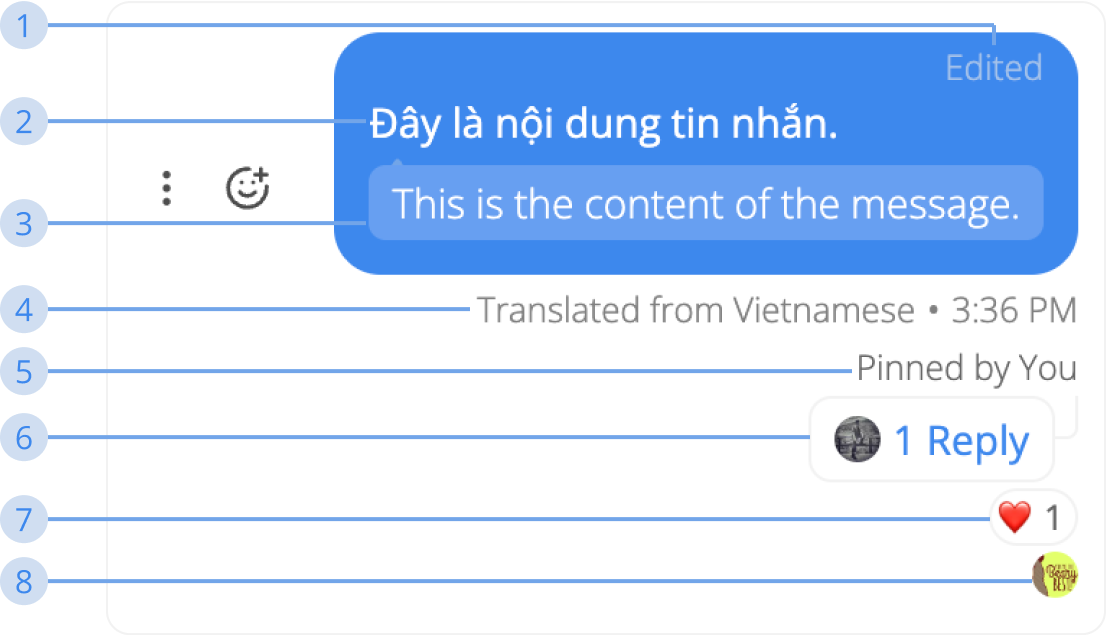 1
Edited
2
Đây là nội dung tin nhắn.
3
This is the content of the message.
4
Translated from Vietnamese • 3:36 PM
5
Pinned by You
6
1 Reply
7
1
8